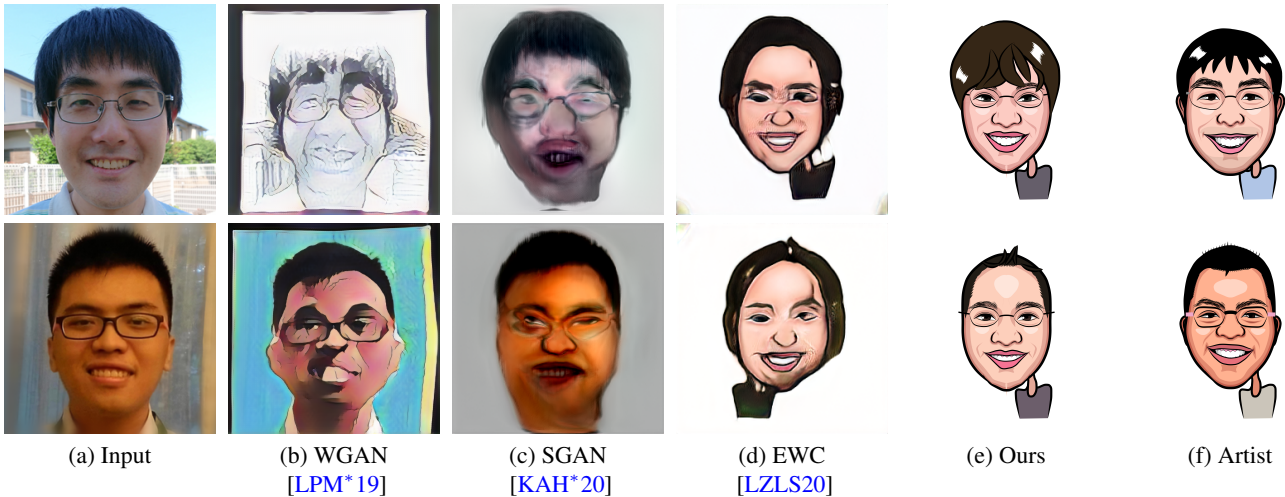 (a) Input
(b) WGAN
[LPM*19]
(c) SGAN
[KAH*20]
(d) EWC
[LZLS20]
(e) Ours
(f) Artist